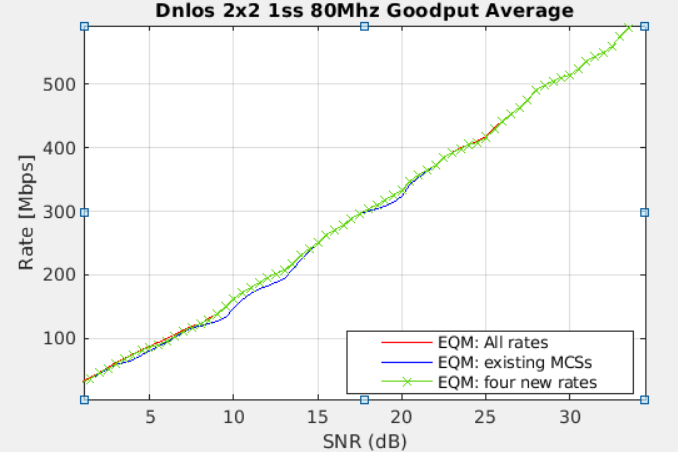 Dnlos 2x2 1ss 80Mhz Goodput Average
Rate [Mbps]
500
400
300
200
100
EQM: All rates
EQM: existing MCSs
EQM: four new rates
5 10 15 20 25 30
SNR (dB)